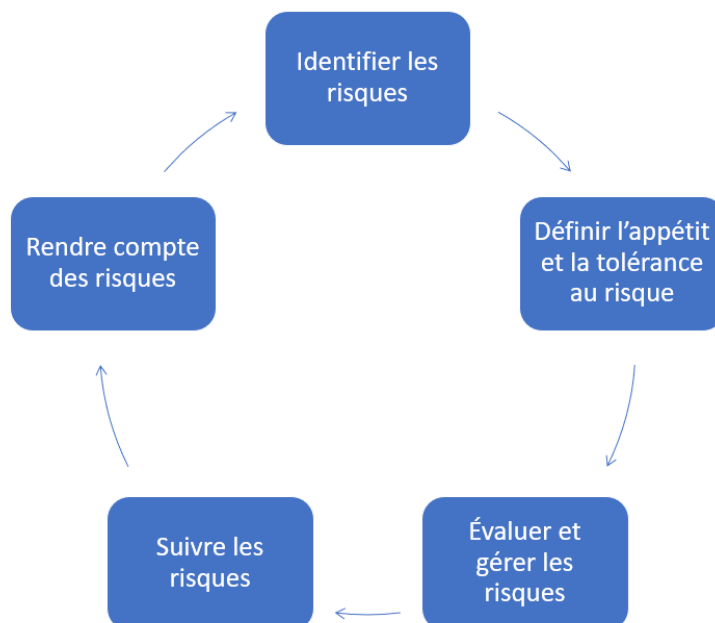 Identifier les
risques
Définir l’appétit
et la tolérance
au risque
Évaluer et
gérer les
risques
Suivre les
risques
Rendre compte
des risques